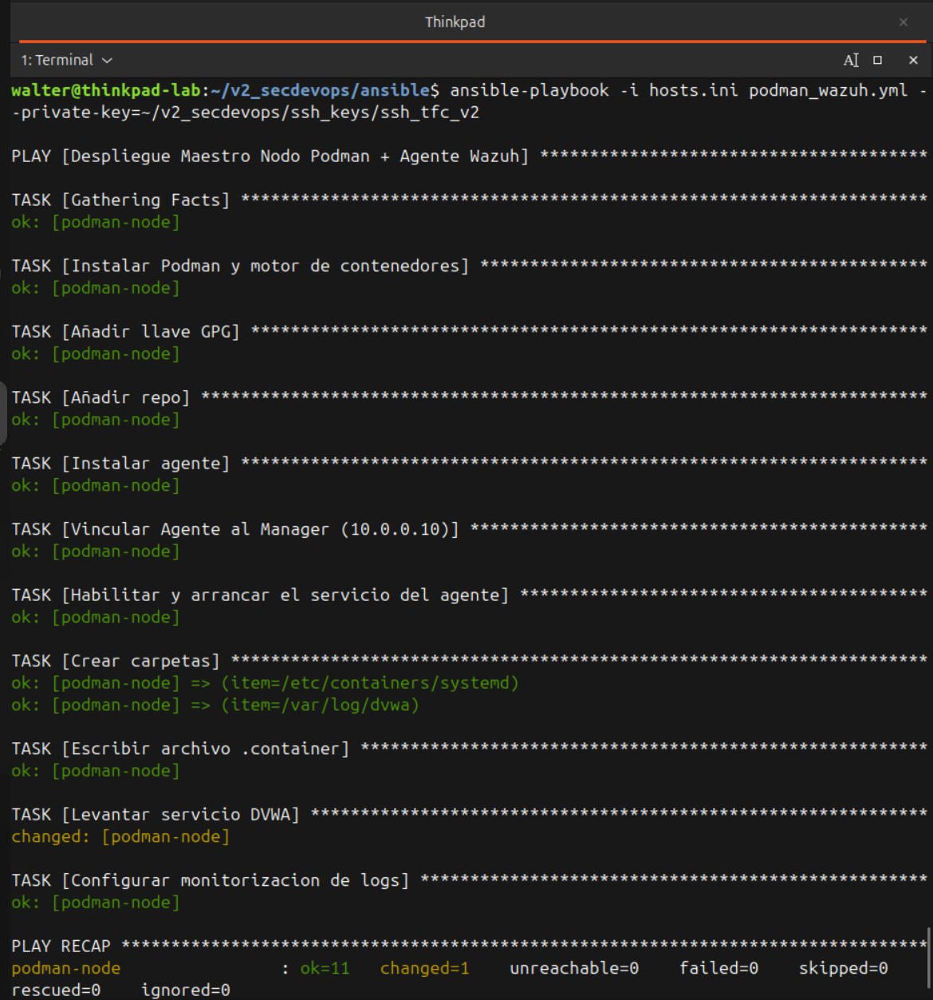 Thinkpad ×
1: Terminal
walter@thinkpad-lab:~/v2_secdevops/ansible$ ansible-playbook -i hosts.ini podman_wazuh.yml -
-private-key=~/v2_secdevops/ssh_keys/ssh_tfc_v2
PLAY [Despliegue Maestro Nodo Podman + Agente Wazuh] ***************************************
TASK [Gathering Facts] *********************************************************************
ok: [podman-node]
TASK [Instalar Podman y motor de contenedores] *********************************************
ok: [podman-node]
TASK [Añadir llave GPG] ********************************************************************
ok: [podman-node]
TASK [Añadir repo] *************************************************************************
ok: [podman-node]
TASK [Instalar agente] *********************************************************************
ok: [podman-node]
TASK [Vincular Agente al Manager (10.0.0.10)] **********************************************
ok: [podman-node]
TASK [Habilitar y arrancar el servicio del agente] *****************************************
ok: [podman-node]
TASK [Crear carpetas] **********************************************************************
ok: [podman-node] => (item=/etc/containers/systemd)
ok: [podman-node] => (item=/var/log/dvwa)
TASK [Escribir archivo .container] *********************************************************
ok: [podman-node]
TASK [Levantar servicio DVWA] **************************************************************
changed: [podman-node]
TASK [Configurar monitorizacion de logs] ***************************************************
ok: [podman-node]
PLAY RECAP *********************************************************************************
podman-node : ok=11 changed=1 unreachable=0 failed=0 skipped=0
rescued=0 ignored=0